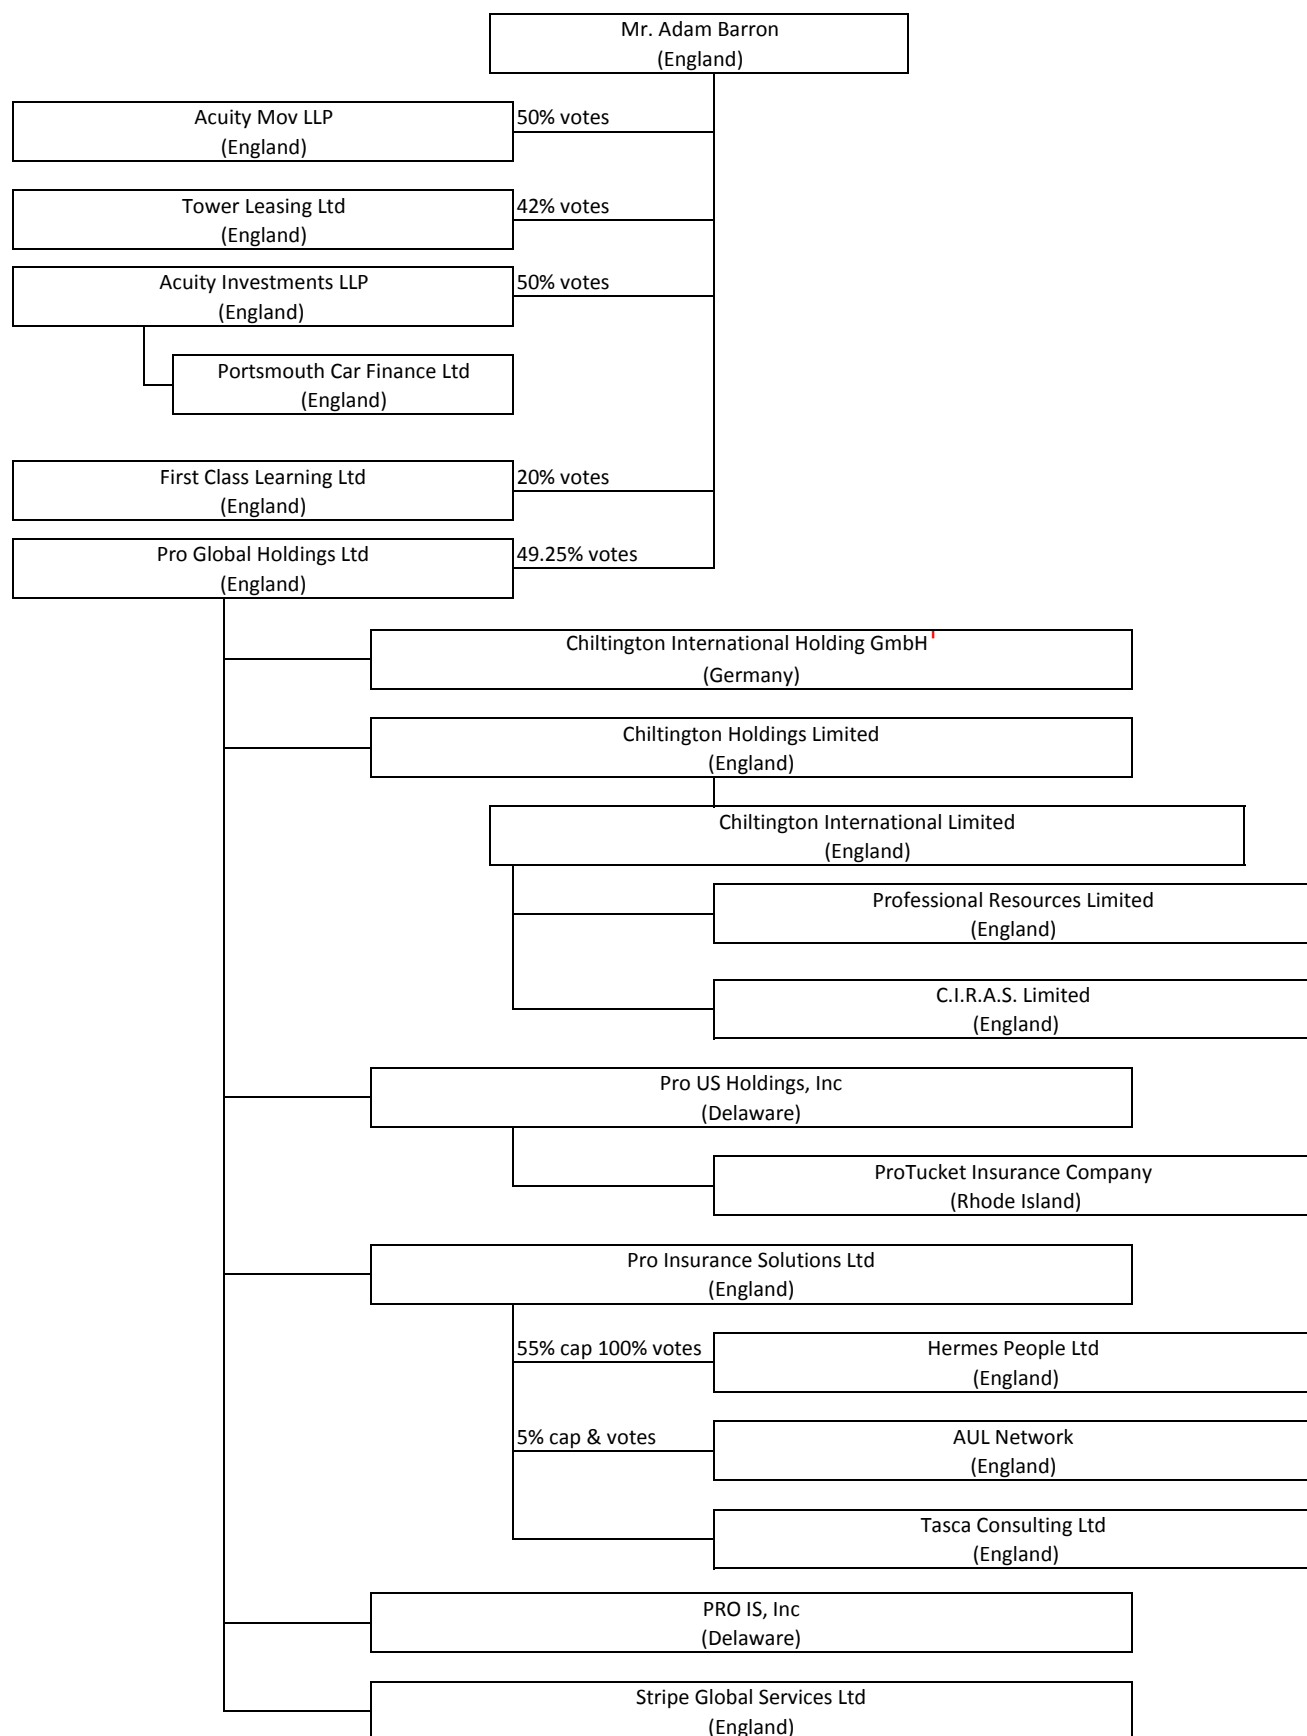 Mr. Adam Barron
(England)
Acuity Mov LLP
(England)
50% votes
Tower Leasing Ltd
(England)
42% votes
Acuity Investments LLP
(England)
50% votes
Portsmouth Car Finance Ltd
(England)
First Class Learning Ltd
(England)
20% votes
Pro Global Holdings Ltd
(England)
49.25% votes
Chiltington International Holding GmbH
(Germany)
Chiltington Holdings Limited
(England)
Chiltington International Limited
(England)
Professional Resources Limited
(England)
C.I.R.A.S. Limited
(England)
Pro US Holdings, Inc
(Delaware)
ProTucket Insurance Company
(Rhode Island)
Pro Insurance Solutions Ltd
(England)
55% cap 100% votes
Hermes People Ltd
(England)
5% cap & votes
AUL Network
(England)
Tasca Consulting Ltd
(England)
PRO IS, Inc
(Delaware)
Stripe Global Services Ltd
(England)